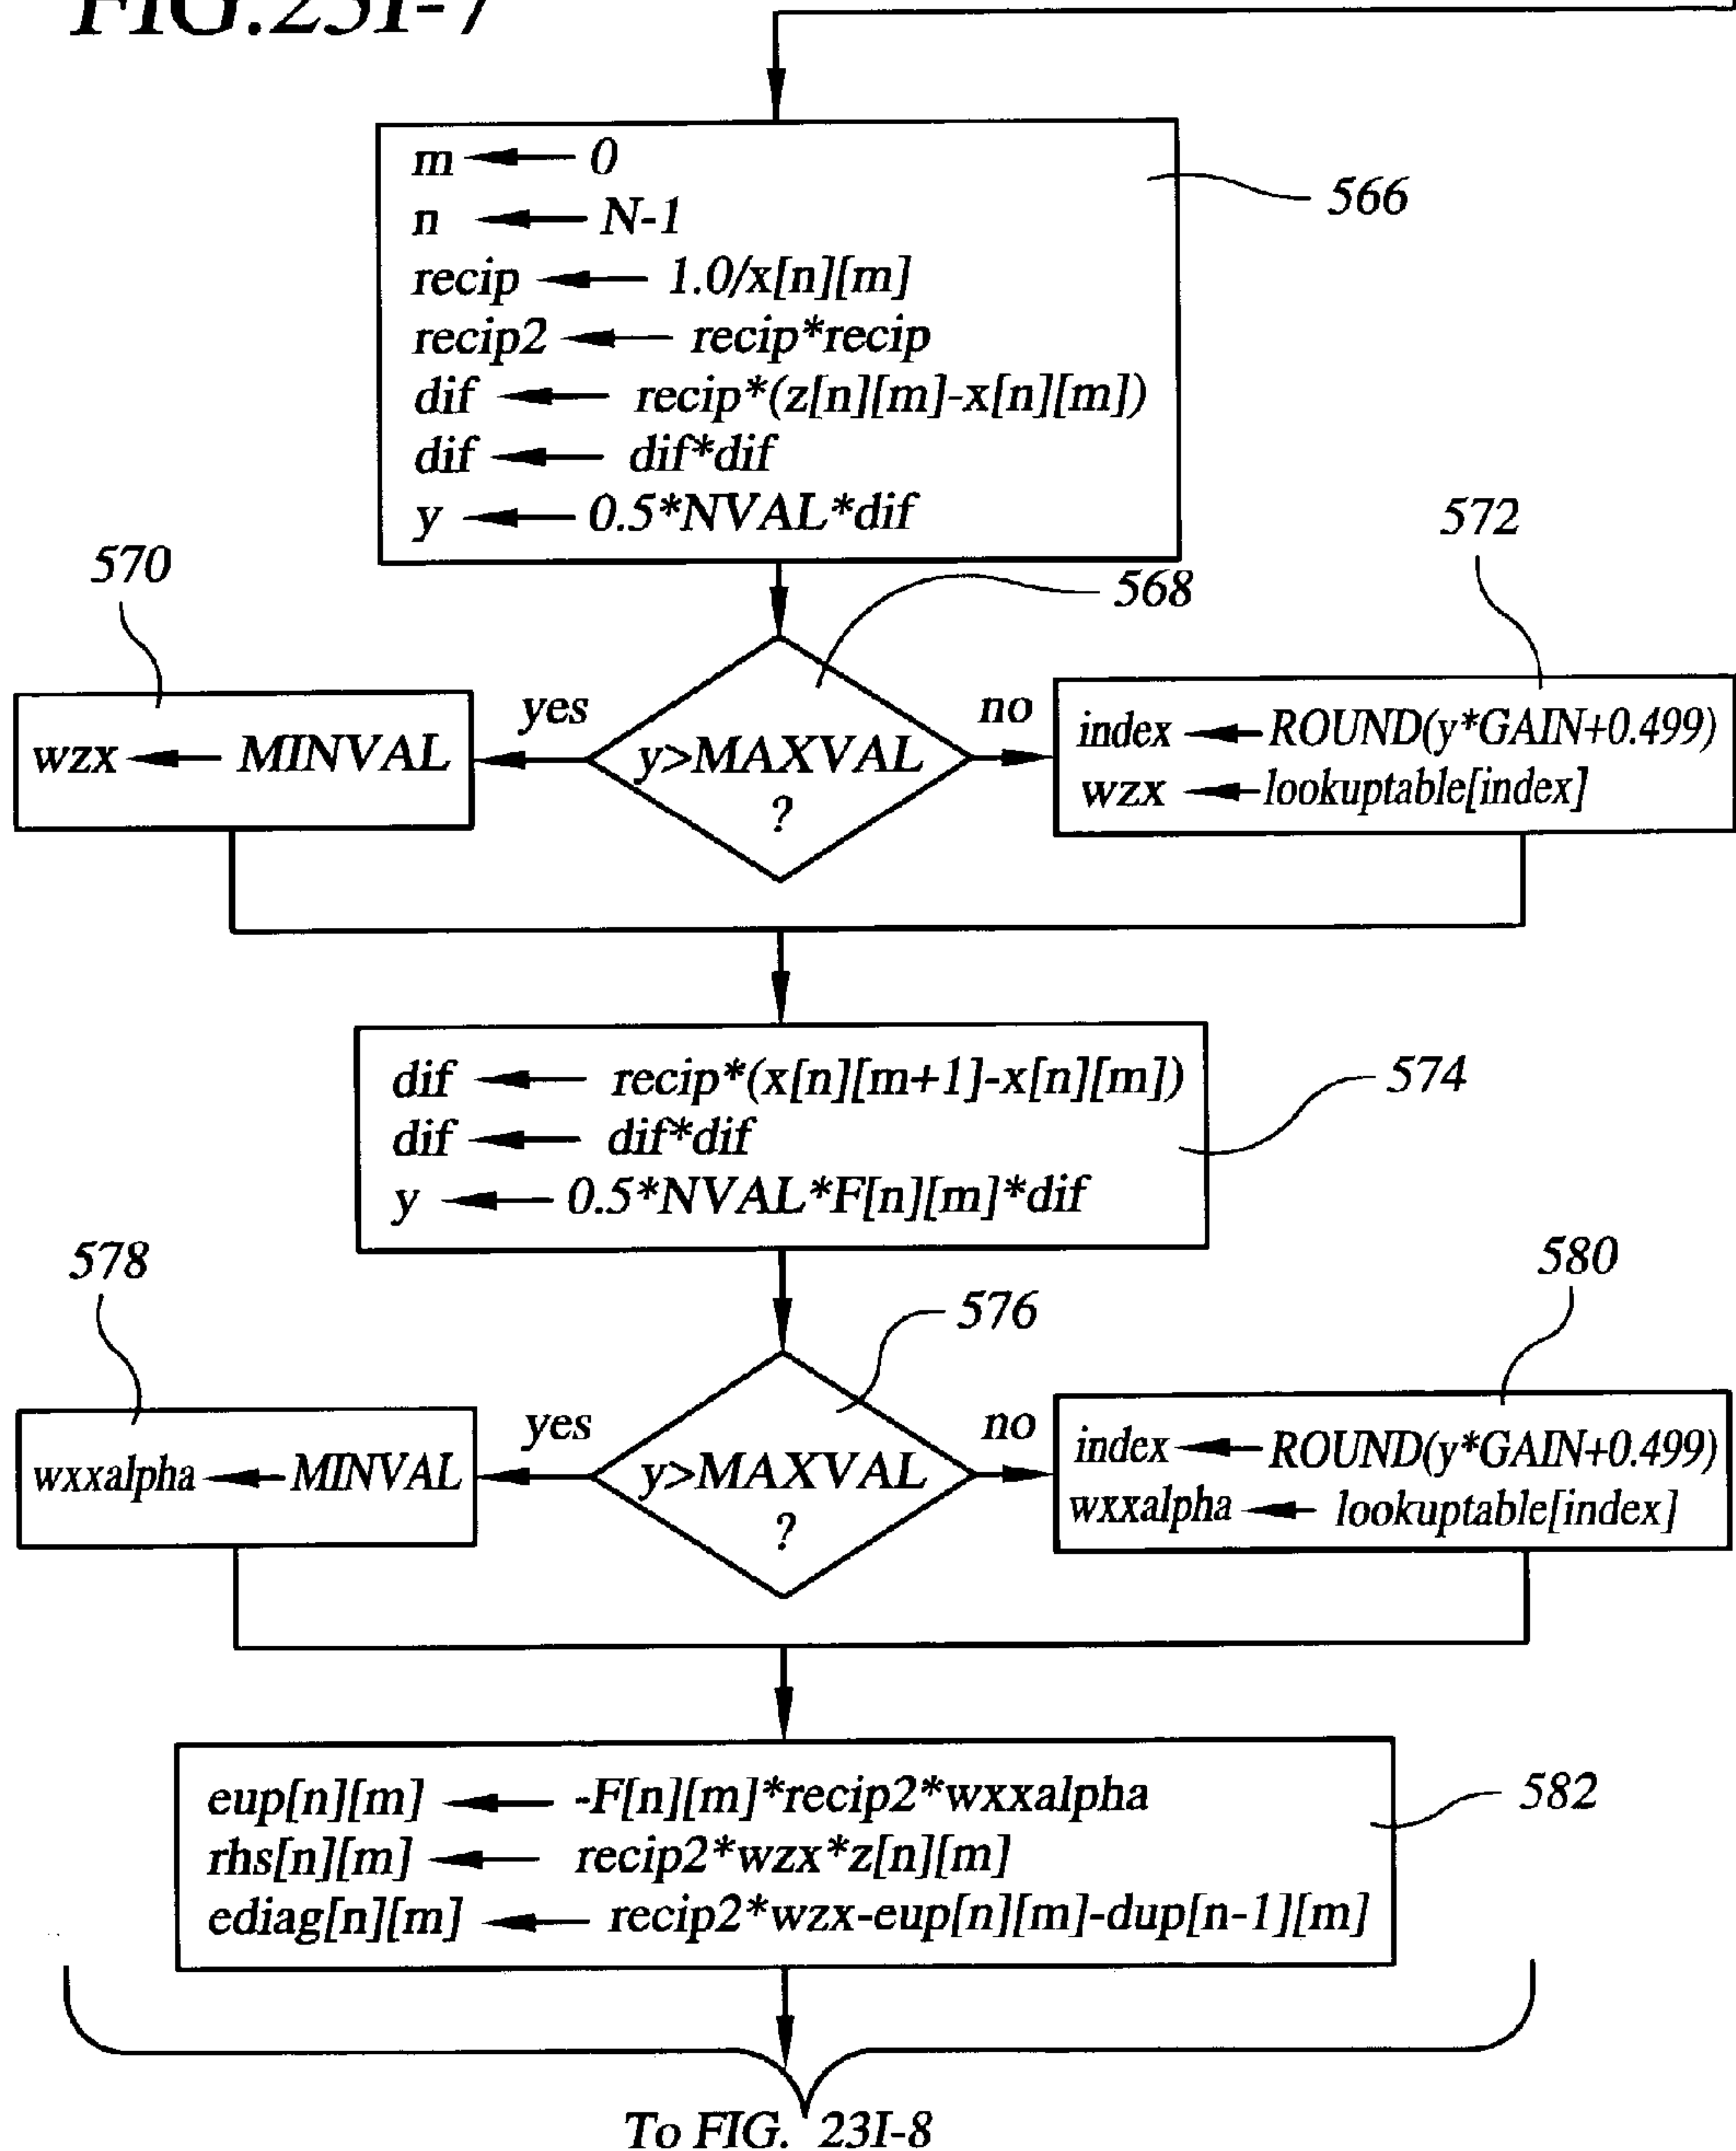 FIG.23I-7
m ← 0
n ← N-1
recip ← 1.0/x[n][m]
recip2 ← recip*recip
dif ← recip*(z[n][m]-x[n][m])
dif ← dif*dif
y ← 0.5*NVAL*dif
566
570
568
572
wzx ← MINVAL
yes
y>MAXVAL
?
no
index ← ROUND(y*GAIN+0.499)
wzx ← lookuptable[index]
dif ← recip*(x[n][m+1]-x[n][m])
dif ← dif*dif
y ← 0.5*NVAL*F[n][m]*dif
574
578
576
580
wxxalpha ← MINVAL
yes
y>MAXVAL
?
no
index ← ROUND(y*GAIN+0.499)
wxxalpha ← lookuptable[index]
eup[n][m] ← -F[n][m]*recip2*wxxalpha
rhs[n][m] ← recip2*wzx*z[n][m]
ediag[n][m] ← recip2*wzx-eup[n][m]-dup[n-1][m]
582
To FIG. 23I-8